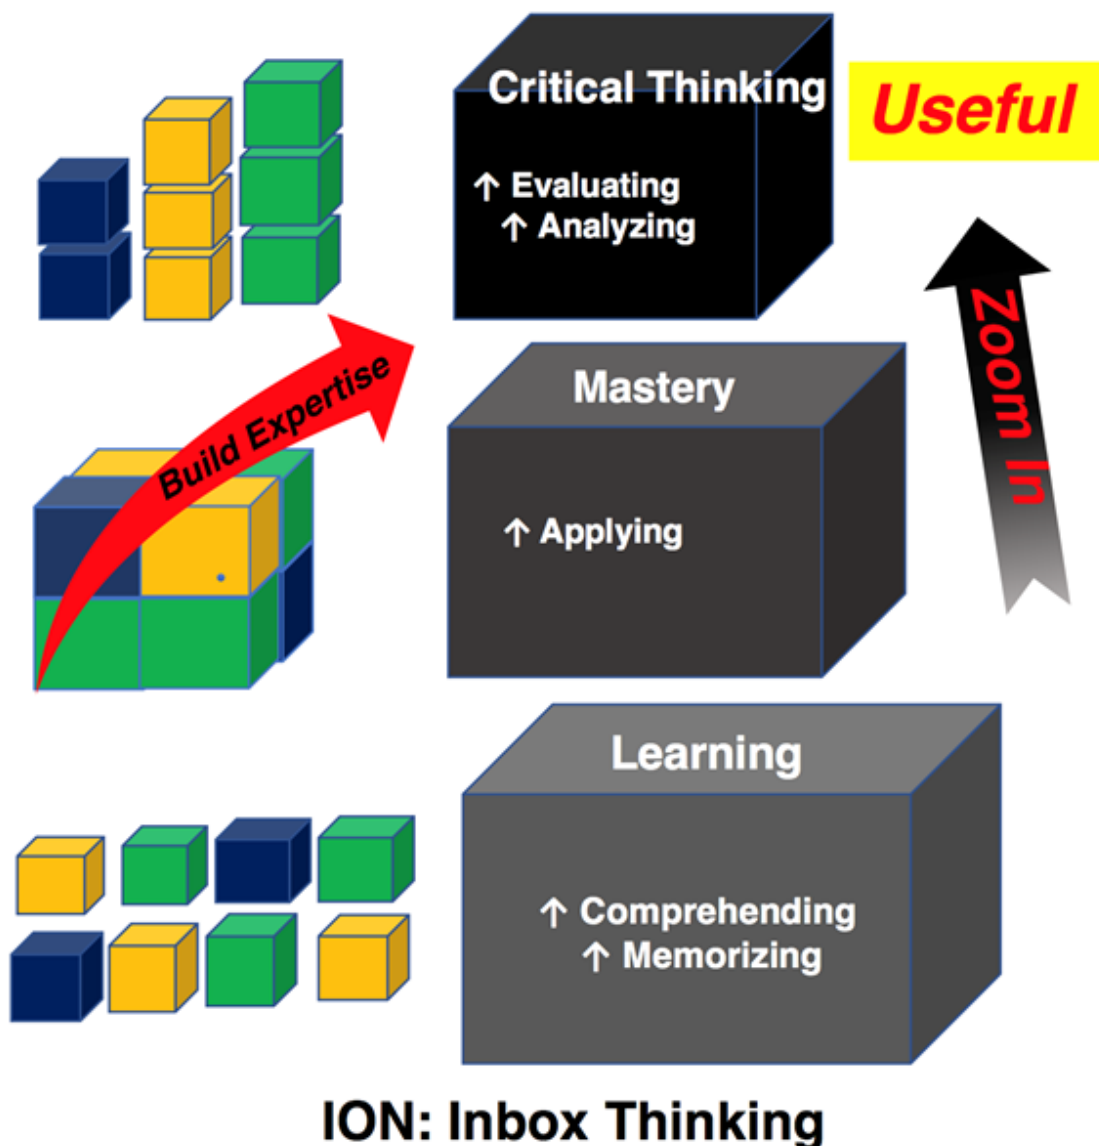 Critical Thinking
Useful
↑ Evaluating
↑ Analyzing
Zoom In
Build Expertise
Mastery
↑ Applying
Learning
↑ Comprehending
↑ Memorizing
ION: Inbox Thinking